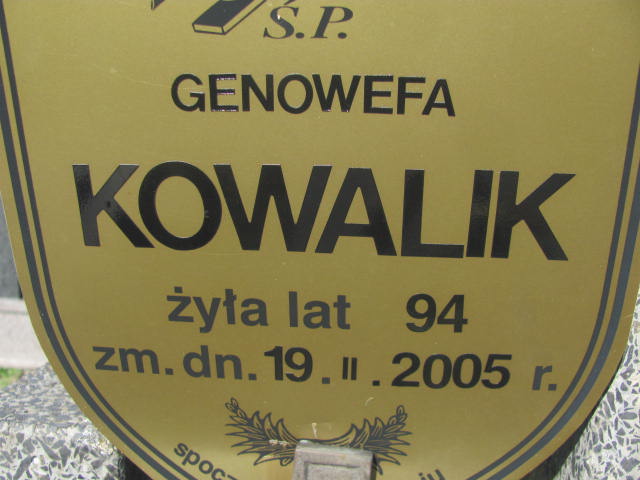 Ś.P.
GENOWEFA
KOWALIK
żyła lat 94
zm. dn. 19. II. 2005 r.